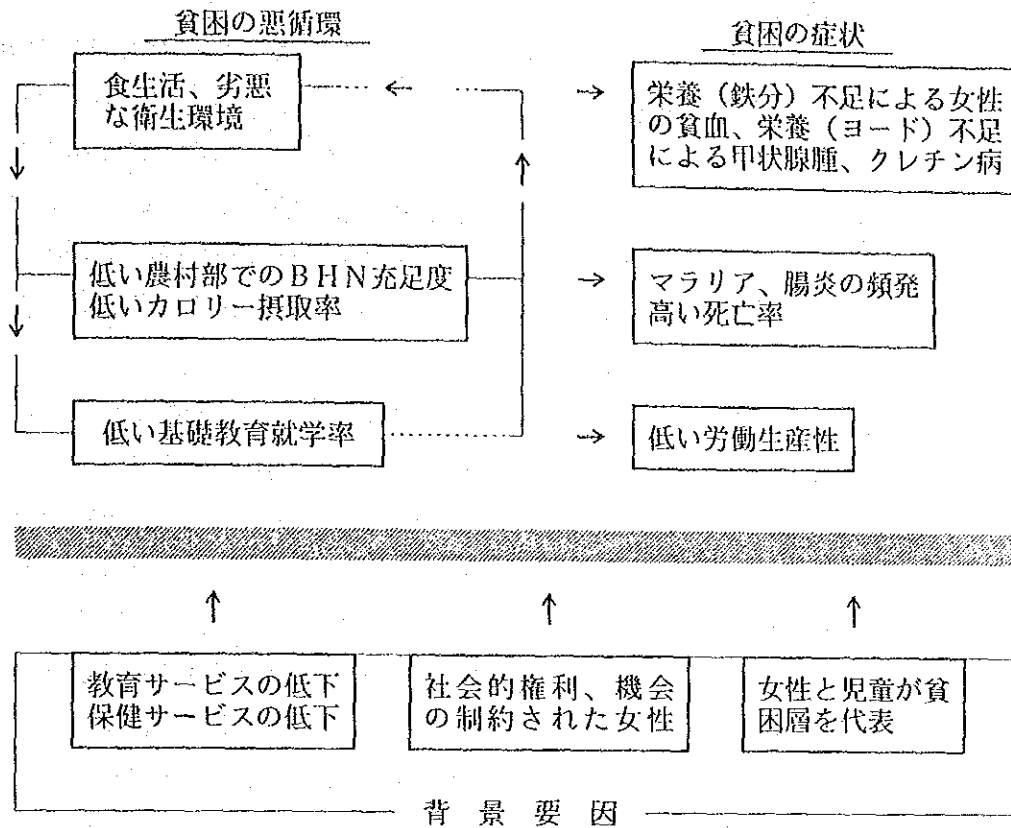 貧困の悪循環
貧困の症状
食生活、劣悪
な衛生環境
栄養(鉄分)不足による女性
の貧血、栄養(ヨード)不足
による甲状腺腫、クレチン病
低い農村部でのBHN充足度
低いカロリー摂取率
マラリア、腸炎の頻発
高い死亡率
低い基礎教育就学率
低い労働生産性
教育サービスの低下
保健サービスの低下
社会的権利、機会
の制約された女性
女性と児童が貧
困層を代表
背景要因